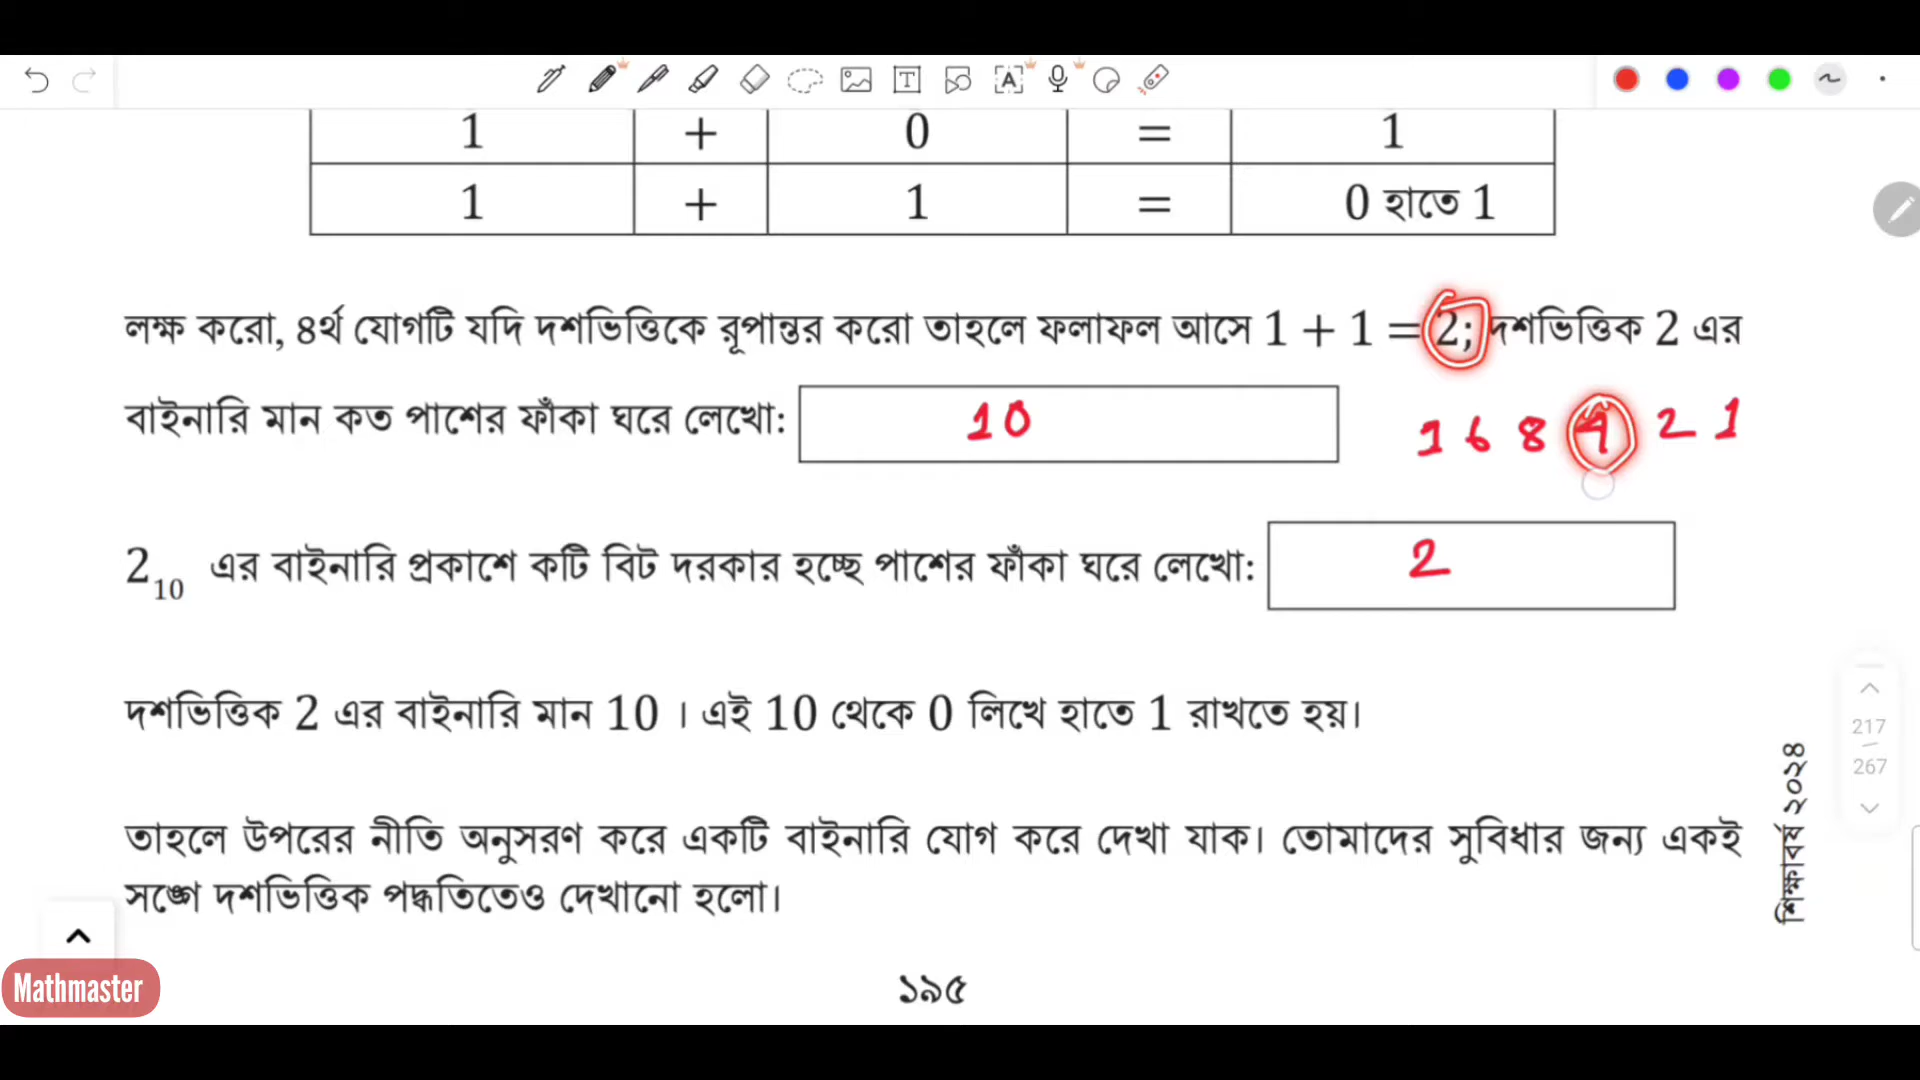 1 + 0 = 1
1 + 1 = 0 হাতে 1
লক্ষ করো, ৪র্থ যোগটি যদি দশভিত্তিকে রূপান্তর করো তাহলে ফলাফল আসে 1 + 1 = 2; দশভিত্তিক 2 এর
বাইনারি মান কত পাশের ফাঁকা ঘরে লেখো: 10
16 8 4 2 1
2₁₀ এর বাইনারি প্রকাশে কটি বিট দরকার হচ্ছে পাশের ফাঁকা ঘরে লেখো: 2
দশভিত্তিক 2 এর বাইনারি মান 10 । এই 10 থেকে 0 লিখে হাতে 1 রাখতে হয়।
তাহলে উপরের নীতি অনুসরণ করে একটি বাইনারি যোগ করে দেখা যাক। তোমাদের সুবিধার জন্য একই
সঙ্গে দশভিত্তিক পদ্ধতিতেও দেখানো হলো।
217
267
শিক্ষাবর্ষ ২০২৪
Mathmaster
১৯৫